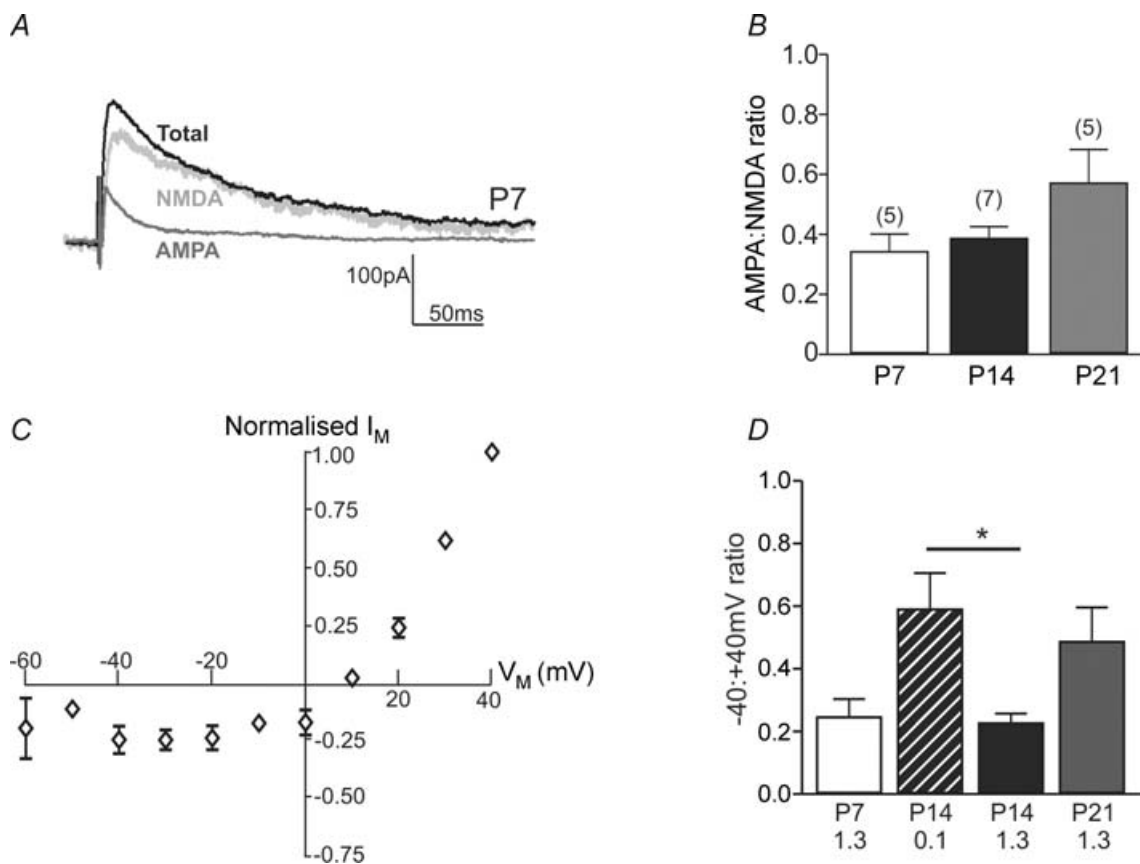 A
Total
NMDA
AMPA
P7
100pA
50ms
B
AMPA:NMDA ratio
1.0
0.8
0.6
0.4
0.2
0
(5)
(7)
(5)
P7 P14 P21
C
Normalised I_M
1.00
0.75
0.50
0.25
-60 -40 -20
V_M (mV)
20 40
-0.25
-0.50
-0.75
D
-40:+40mV ratio
1.0
0.8
0.6
0.4
0.2
0.0
*
P7 P14 P14 P21
1.3 0.1 1.3 1.3